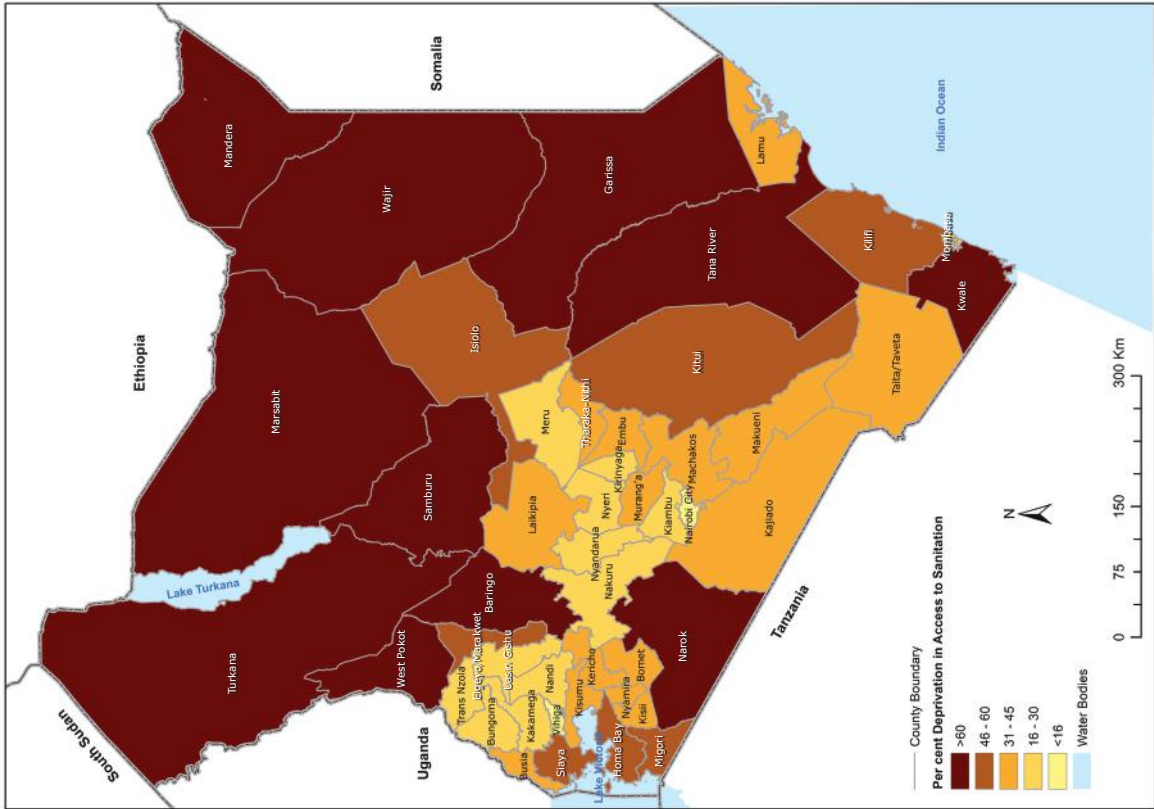 South Sudan
Ethiopia
Somalia
Uganda
Tanzania
Indian Ocean
Lake Turkana
Mandera
Wajir
Marsabit
Turkana
Samburu
West Pokot
Baringo
Isiolo
Garissa
Tana River
Lamu
Kilifi
Mombasa
Kwale
Taita/Taveta
Kitui
Meru
Tharaka-Nithi
Embu
Kirinyaga
Nyeri
Murang'a
Machakos
Makueni
Kiambu
Nairobi City
Kajiado
Laikipia
Nyandarua
Nakuru
Narok
Trans Nzoia
Elgeyo/Marakwet
Uasin Gishu
Bungoma
Kakamega
Nandi
Vihiga
Busia
Siaya
Kisumu
Kericho
Bomet
Nyamira
Kisii
Homa Bay
Migori
Lake
N
0 75 150 300 Km
County Boundary
Per cent Deprivation in Access to Sanitation
>60
46 - 60
31 - 45
16 - 30
<16
Water Bodies